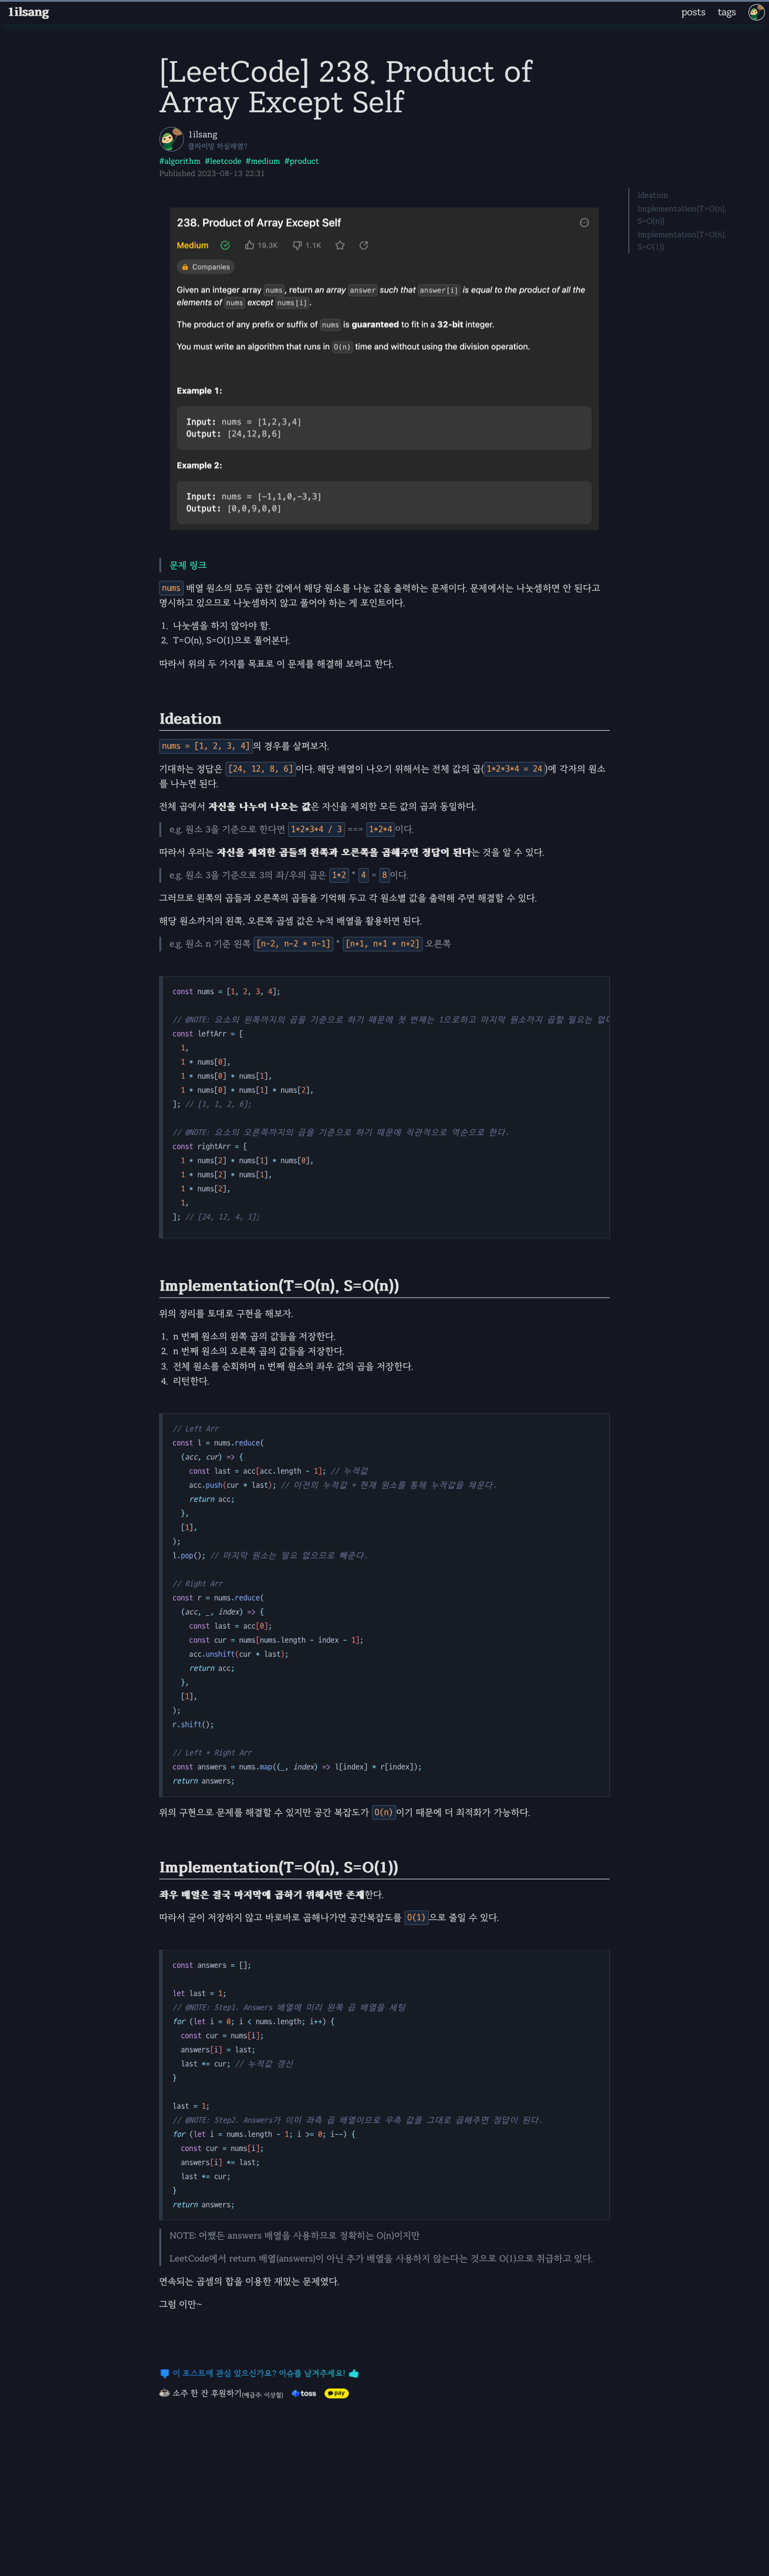 1ilsang
posts tags
[LeetCode] 238. Product of
Array Except Self
1ilsang
클라이밍 하실래염?
#algorithm #leetcode #medium #product
Published 2023-08-13 22:31
Ideation
Implementation(T=O(n),
S=O(n))
Implementation(T=O(n),
S=O(1))
238. Product of Array Except Self
Medium 19.3K 1.1K
Companies
Given an integer array nums, return an array answer such that answer[i] is equal to the product of all the
elements of nums except nums[i].
The product of any prefix or suffix of nums is guaranteed to fit in a 32-bit integer.
You must write an algorithm that runs in O(n) time and without using the division operation.
Example 1:
Input: nums = [1,2,3,4]
Output: [24,12,8,6]
Example 2:
Input: nums = [-1,1,0,-3,3]
Output: [0,0,9,0,0]
문제 링크
nums 배열 원소의 모두 곱한 값에서 해당 원소를 나눈 값을 출력하는 문제이다. 문제에서는 나눗셈하면 안 된다고
명시하고 있으므로 나눗셈하지 않고 풀어야 하는 게 포인트이다.
1. 나눗셈을 하지 않아야 함.
2. T=O(n), S=O(1)으로 풀어본다.
따라서 위의 두 가지를 목표로 이 문제를 해결해 보려고 한다.
Ideation
nums = [1, 2, 3, 4]의 경우를 살펴보자.
기대하는 정답은 [24, 12, 8, 6]이다. 해당 배열이 나오기 위해서는 전체 값의 곱(1*2*3*4 = 24)에 각자의 원소
를 나누면 된다.
전체 곱에서 자신을 나누어 나오는 값은 자신을 제외한 모든 값의 곱과 동일하다.
e.g. 원소 3을 기준으로 한다면 1*2*3*4 / 3 === 1*2*4이다.
따라서 우리는 자신을 제외한 곱들의 왼쪽과 오른쪽을 곱해주면 정답이 된다는 것을 알 수 있다.
e.g. 원소 3을 기준으로 3의 좌/우의 곱은 1*2 * 4 = 8이다.
그러므로 왼쪽의 곱들과 오른쪽의 곱들을 기억해 두고 각 원소별 값을 출력해 주면 해결할 수 있다.
해당 원소까지의 왼쪽, 오른쪽 곱셈 값은 누적 배열을 활용하면 된다.
e.g. 원소 n 기준 왼쪽 [n-2, n-2 * n-1] * [n+1, n+1 * n+2] 오른쪽
const nums = [1, 2, 3, 4];
// @NOTE: 요소의 왼쪽까지의 곱을 기준으로 하기 때문에 첫 번째는 1으로하고 마지막 원소까지 곱할 필요는 없다
const leftArr = [
1,
1 * nums[0],
1 * nums[0] * nums[1],
1 * nums[0] * nums[1] * nums[2],
]; // [1, 1, 2, 6];
// @NOTE: 요소의 오른쪽까지의 곱을 기준으로 하기 때문에 직관적으로 역순으로 한다.
const rightArr = [
1 * nums[2] * nums[1] * nums[0],
1 * nums[2] * nums[1],
1 * nums[2],
1,
]; // [24, 12, 4, 1];
Implementation(T=O(n), S=O(n))
위의 정리를 토대로 구현을 해보자.
1. n 번째 원소의 왼쪽 곱의 값들을 저장한다.
2. n 번째 원소의 오른쪽 곱의 값들을 저장한다.
3. 전체 원소를 순회하며 n 번째 원소의 좌우 값의 곱을 저장한다.
4. 리턴한다.
// Left Arr
const l = nums.reduce(
(acc, cur) => {
const last = acc[acc.length - 1]; // 누적값
acc.push(cur * last); // 이전의 누적값 * 현재 원소를 통해 누적값을 채운다.
return acc;
},
[1],
);
l.pop(); // 마지막 원소는 필요 없으므로 빼준다.
// Right Arr
const r = nums.reduce(
(acc, _, index) => {
const last = acc[0];
const cur = nums[nums.length - index - 1];
acc.unshift(cur * last);
return acc;
},
[1],
);
r.shift();
// Left * Right Arr
const answers = nums.map((_, index) => l[index] * r[index]);
return answers;
위의 구현으로 문제를 해결할 수 있지만 공간 복잡도가 O(n)이기 때문에 더 최적화가 가능하다.
Implementation(T=O(n), S=O(1))
좌우 배열은 결국 마지막에 곱하기 위해서만 존재한다.
따라서 굳이 저장하지 않고 바로바로 곱해나가면 공간복잡도를 O(1)으로 줄일 수 있다.
const answers = [];
let last = 1;
// @NOTE: Step1. Answers 배열에 미리 왼쪽 곱 배열을 세팅
for (let i = 0; i < nums.length; i++) {
const cur = nums[i];
answers[i] = last;
last *= cur; // 누적값 갱신
}
last = 1;
// @NOTE: Step2. Answers가 이미 좌측 곱 배열이므로 우측 값을 그대로 곱해주면 정답이 된다.
for (let i = nums.length - 1; i >= 0; i--) {
const cur = nums[i];
answers[i] *= last;
last *= cur;
}
return answers;
NOTE: 어쨌든 answers 배열을 사용하므로 정확히는 O(n)이지만
LeetCode에서 return 배열(answers)이 아닌 추가 배열을 사용하지 않는다는 것으로 O(1)으로 취급하고 있다.
연속되는 곱셈의 합을 이용한 재밌는 문제였다.
그럼 이만~
이 포스트에 관심 있으신가요? 이슈를 남겨주세요!
소주 한 잔 후원하기(예금주: 이상철) toss pay